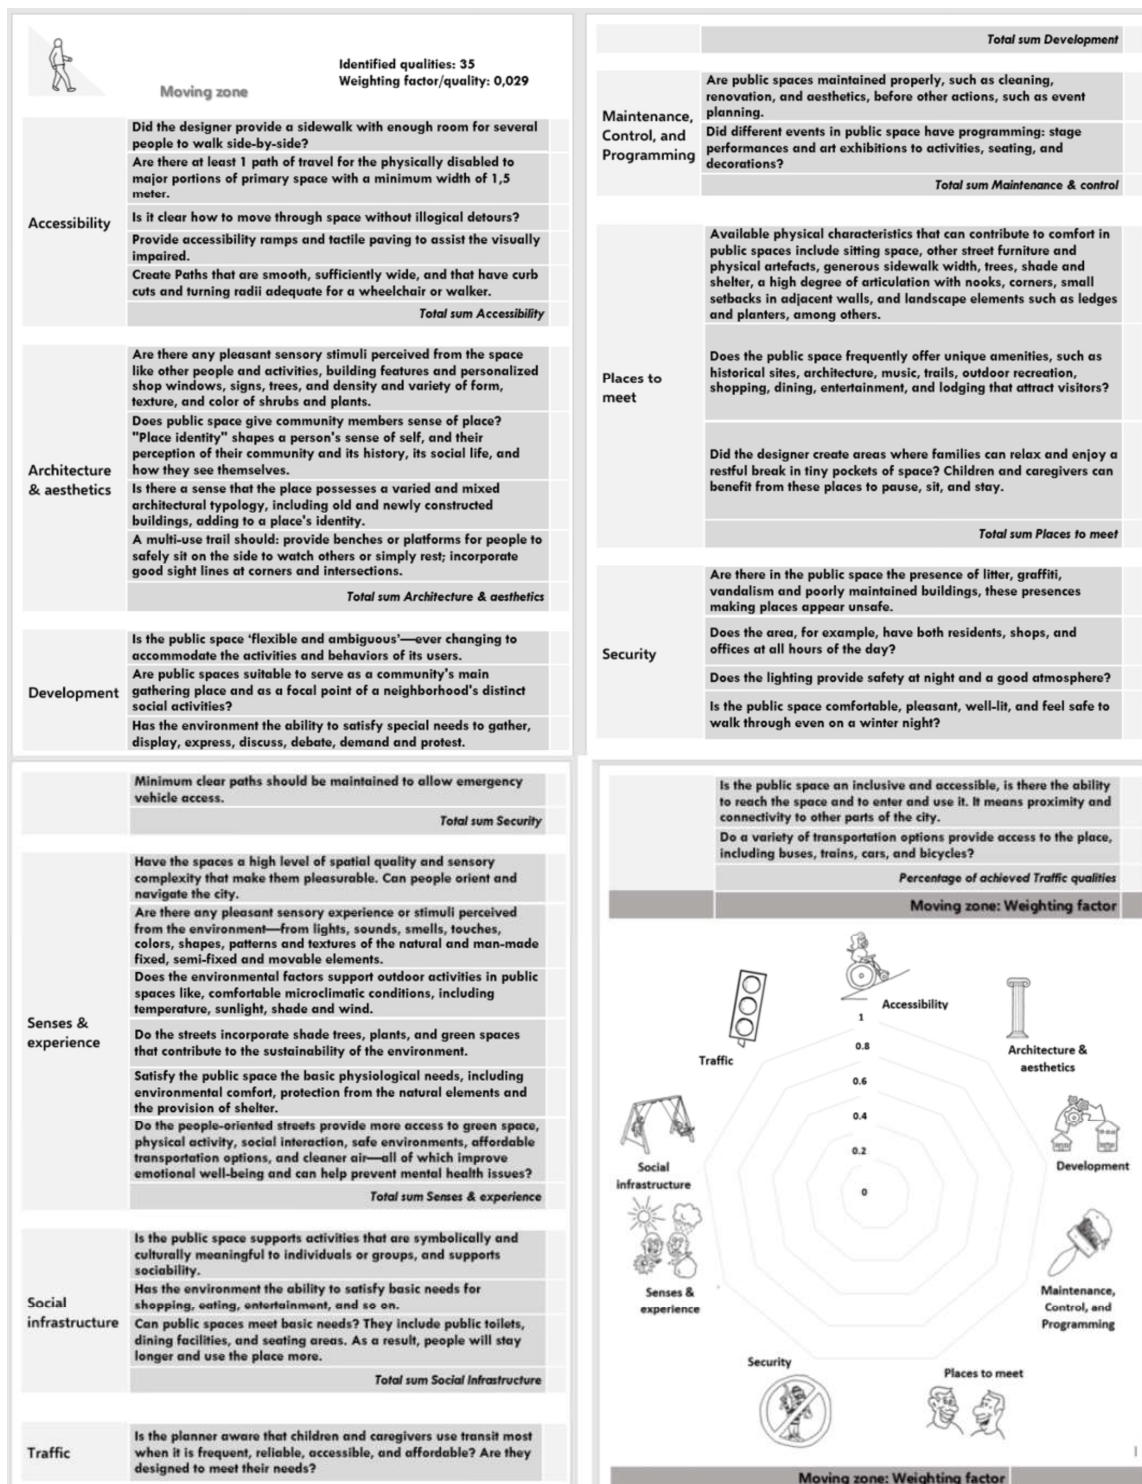 Moving zone
Identified qualities: 35
Weighting factor/quality: 0,029
Accessibility
Did the designer provide a sidewalk with enough room for several
people to walk side-by-side?
Are there at least 1 path of travel for the physically disabled to
major portions of primary space with a minimum width of 1,5
meter.
Is it clear how to move through space without illogical detours?
Provide accessibility ramps and tactile paving to assist the visually
impaired.
Create Paths that are smooth, sufficiently wide, and that have curb
cuts and turning radii adequate for a wheelchair or walker.
Total sum Accessibility
Architecture
& aesthetics
Are there any pleasant sensory stimuli perceived from the space
like other people and activities, building features and personalized
shop windows, signs, trees, and density and variety of form,
texture, and color of shrubs and plants.
Does public space give community members sense of place?
"Place identity" shapes a person's sense of self, and their
perception of their community and its history, its social life, and
how they see themselves.
Is there a sense that the place possesses a varied and mixed
architectural typology, including old and newly constructed
buildings, adding to a place's identity.
A multi-use trail should: provide benches or platforms for people to
safely sit on the side to watch others or simply rest; incorporate
good sight lines at corners and intersections.
Total sum Architecture & aesthetics
Development
Is the public space ‘flexible and ambiguous’—ever changing to
accommodate the activities and behaviors of its users.
Are public spaces suitable to serve as a community's main
gathering place and as a focal point of a neighborhood's distinct
social activities?
Has the environment the ability to satisfy special needs to gather,
display, express, discuss, debate, demand and protest.
Total sum Development
Maintenance,
Control, and
Programming
Are public spaces maintained properly, such as cleaning,
renovation, and aesthetics, before other actions, such as event
planning.
Did different events in public space have programming: stage
performances and art exhibitions to activities, seating, and
decorations?
Total sum Maintenance & control
Places to
meet
Available physical characteristics that can contribute to comfort in
public spaces include sitting space, other street furniture and
physical artefacts, generous sidewalk width, trees, shade and
shelter, a high degree of articulation with nooks, corners, small
setbacks in adjacent walls, and landscape elements such as ledges
and planters, among others.
Does the public space frequently offer unique amenities, such as
historical sites, architecture, music, trails, outdoor recreation,
shopping, dining, entertainment, and lodging that attract visitors?
Did the designer create areas where families can relax and enjoy a
restful break in tiny pockets of space? Children and caregivers can
benefit from these places to pause, sit, and stay.
Total sum Places to meet
Security
Are there in the public space the presence of litter, graffiti,
vandalism and poorly maintained buildings, these presences
making places appear unsafe.
Does the area, for example, have both residents, shops, and
offices at all hours of the day?
Does the lighting provide safety at night and a good atmosphere?
Is the public space comfortable, pleasant, well-lit, and feel safe to
walk through even on a winter night?
Minimum clear paths should be maintained to allow emergency
vehicle access.
Total sum Security
Senses &
experience
Have the spaces a high level of spatial quality and sensory
complexity that make them pleasurable. Can people orient and
navigate the city.
Are there any pleasant sensory experience or stimuli perceived
from the environment—from lights, sounds, smells, touches,
colors, shapes, patterns and textures of the natural and man-made
fixed, semi-fixed and movable elements.
Does the environmental factors support outdoor activities in public
spaces like, comfortable microclimatic conditions, including
temperature, sunlight, shade and wind.
Do the streets incorporate shade trees, plants, and green spaces
that contribute to the sustainability of the environment.
Satisfy the public space the basic physiological needs, including
environmental comfort, protection from the natural elements and
the provision of shelter.
Do the people-oriented streets provide more access to green space,
physical activity, social interaction, safe environments, affordable
transportation options, and cleaner air—all of which improve
emotional well-being and can help prevent mental health issues?
Total sum Senses & experience
Social
infrastructure
Is the public space supports activities that are symbolically and
culturally meaningful to individuals or groups, and supports
sociability.
Has the environment the ability to satisfy basic needs for
shopping, eating, entertainment, and so on.
Can public spaces meet basic needs? They include public toilets,
dining facilities, and seating areas. As a result, people will stay
longer and use the place more.
Total sum Social Infrastructure
Traffic
Is the planner aware that children and caregivers use transit most
when it is frequent, reliable, accessible, and affordable? Are they
designed to meet their needs?
Is the public space an inclusive and accessible, is there the ability
to reach the space and to enter and use it. It means proximity and
connectivity to other parts of the city.
Do a variety of transportation options provide access to the place,
including buses, trains, cars, and bicycles?
Percentage of achieved Traffic qualities
Moving zone: Weighting factor
Accessibility
Architecture &
aesthetics
Development
Maintenance,
Control, and
Programming
Places to meet
Security
Senses &
experience
Social
infrastructure
Traffic
1
0.8
0.6
0.4
0.2
0
Moving zone: Weighting factor